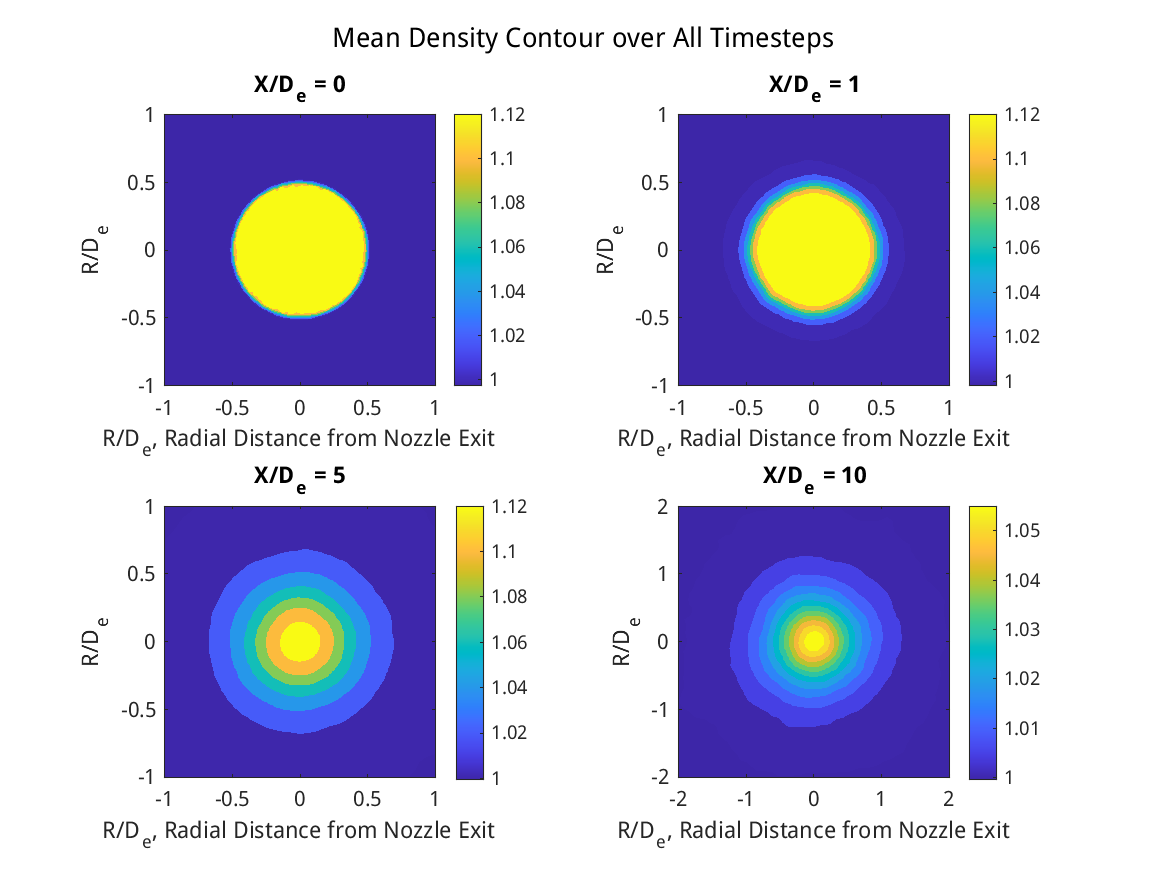 Mean Density Contour over All Timesteps
X/De = 0
1
0.5
0
-0.5
-1
R/De
-1 -0.5 0 0.5 1
R/De, Radial Distance from Nozzle Exit
1.12
1.1
1.08
1.06
1.04
1.02
1
X/De = 1
1
0.5
0
-0.5
-1
R/De
-1 -0.5 0 0.5 1
R/De, Radial Distance from Nozzle Exit
1.12
1.1
1.08
1.06
1.04
1.02
1
X/De = 5
1
0.5
0
-0.5
-1
R/De
-1 -0.5 0 0.5 1
R/De, Radial Distance from Nozzle Exit
1.12
1.1
1.08
1.06
1.04
1.02
1
X/De = 10
2
1
0
-1
-2
R/De
-2 -1 0 1 2
R/De, Radial Distance from Nozzle Exit
1.05
1.04
1.03
1.02
1.01
1